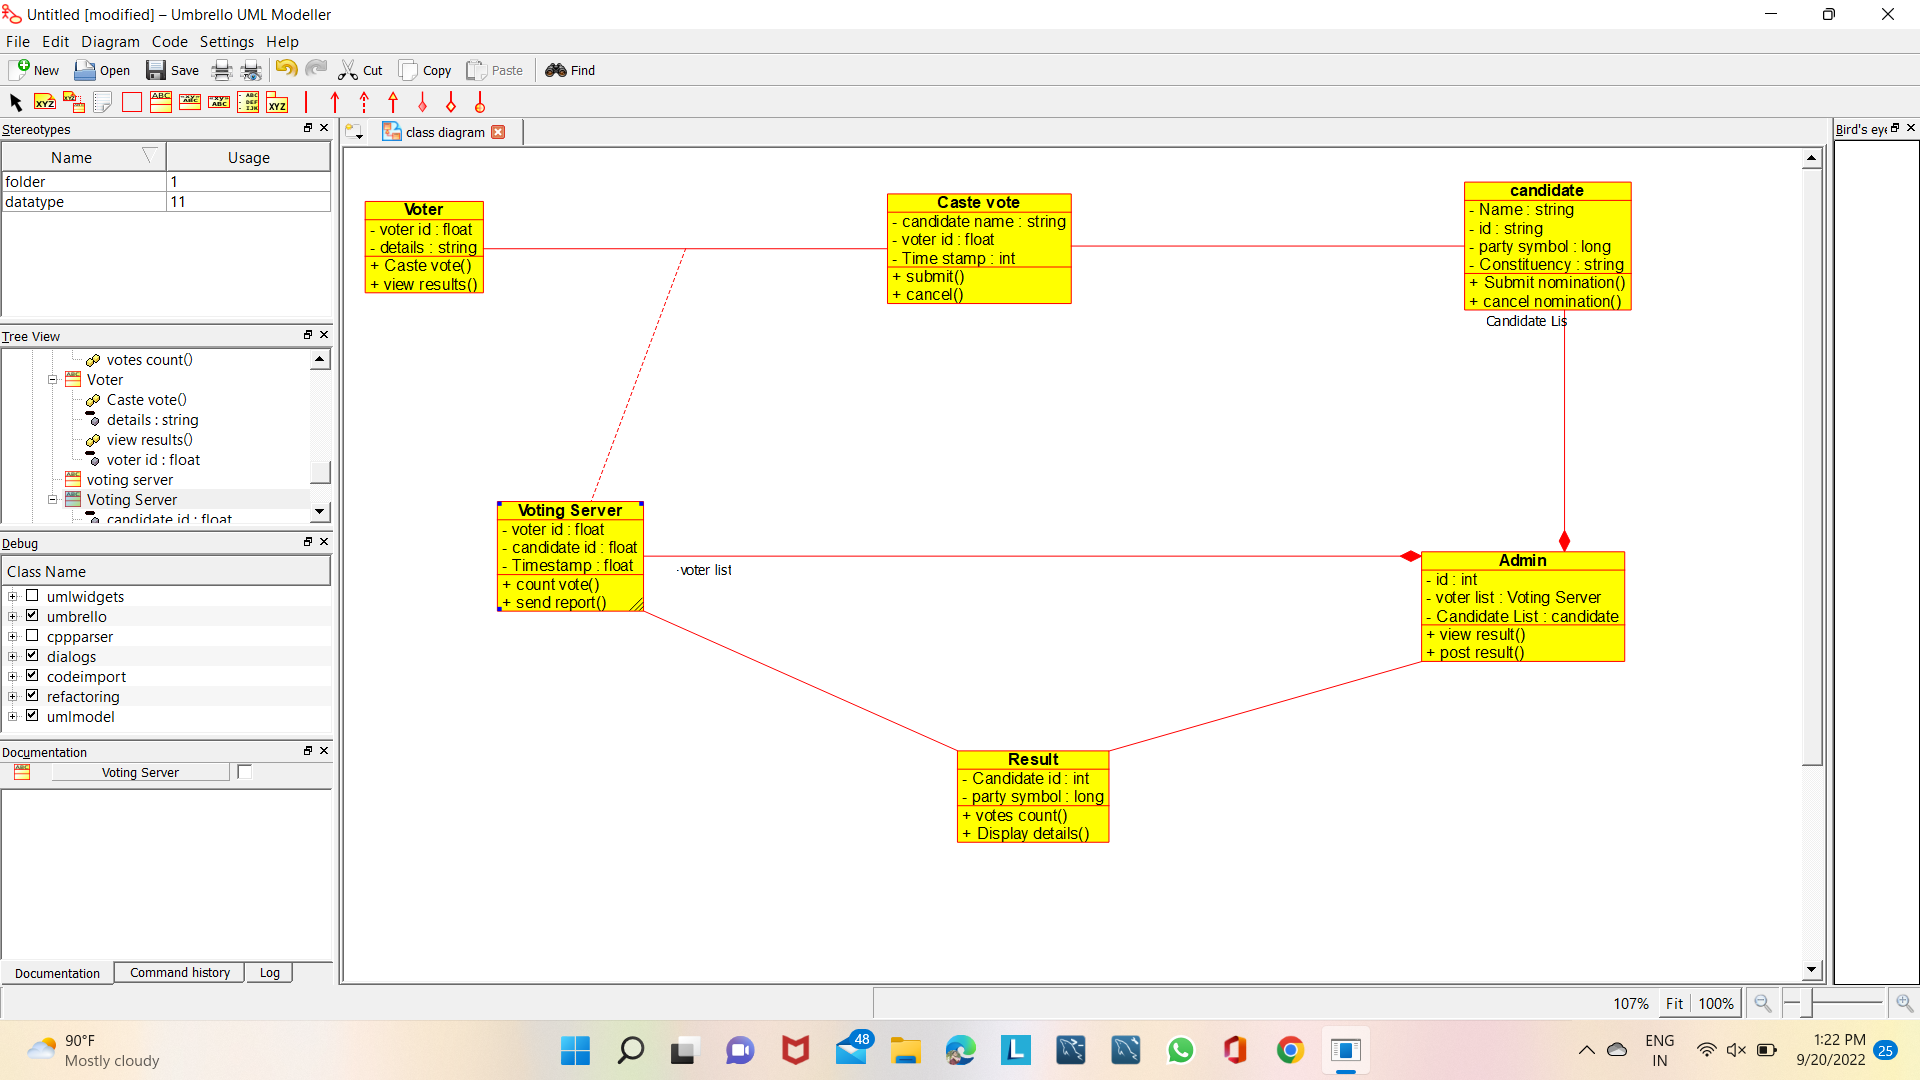 Untitled [modified] – Umbrello UML Modeller
File Edit Diagram Code Settings Help
New Open Save Cut Copy Paste Find
Stereotypes
Name Usage
folder 1
datatype 11
Tree View
votes count()
Voter
Caste vote()
details : string
view results()
voter id : float
voting server
Voting Server
candidate id : float
Debug
Class Name
umlwidgets
umbrello
cppparser
dialogs
codeimport
refactoring
umlmodel
Documentation
Voting Server
Documentation Command history Log
class diagram
Voter
- voter id : float
- details : string
+ Caste vote()
+ view results()
Caste vote
- candidate name : string
- voter id : float
- Time stamp : int
+ submit()
+ cancel()
candidate
- Name : string
- id : string
- party symbol : long
- Constituency : string
+ Submit nomination()
+ cancel nomination()
Candidate Lis
Voting Server
- voter id : float
- candidate id : float
- Timestamp : float
+ count vote()
+ send report()
-voter list
Admin
- id : int
- voter list : Voting Server
- Candidate List : candidate
+ view result()
+ post result()
Result
- Candidate id : int
- party symbol : long
+ votes count()
+ Display details()
Bird's eye
107% Fit 100%
90°F
Mostly cloudy
48
ENG
IN
1:22 PM
9/20/2022
25